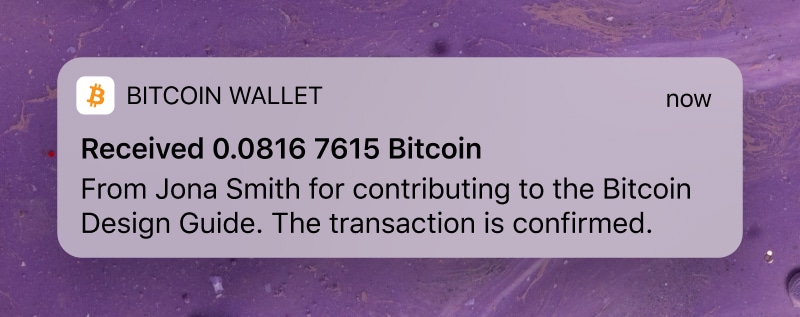 BITCOIN WALLET
now
Received 0.0816 7615 Bitcoin
From Jona Smith for contributing to the Bitcoin
Design Guide. The transaction is confirmed.